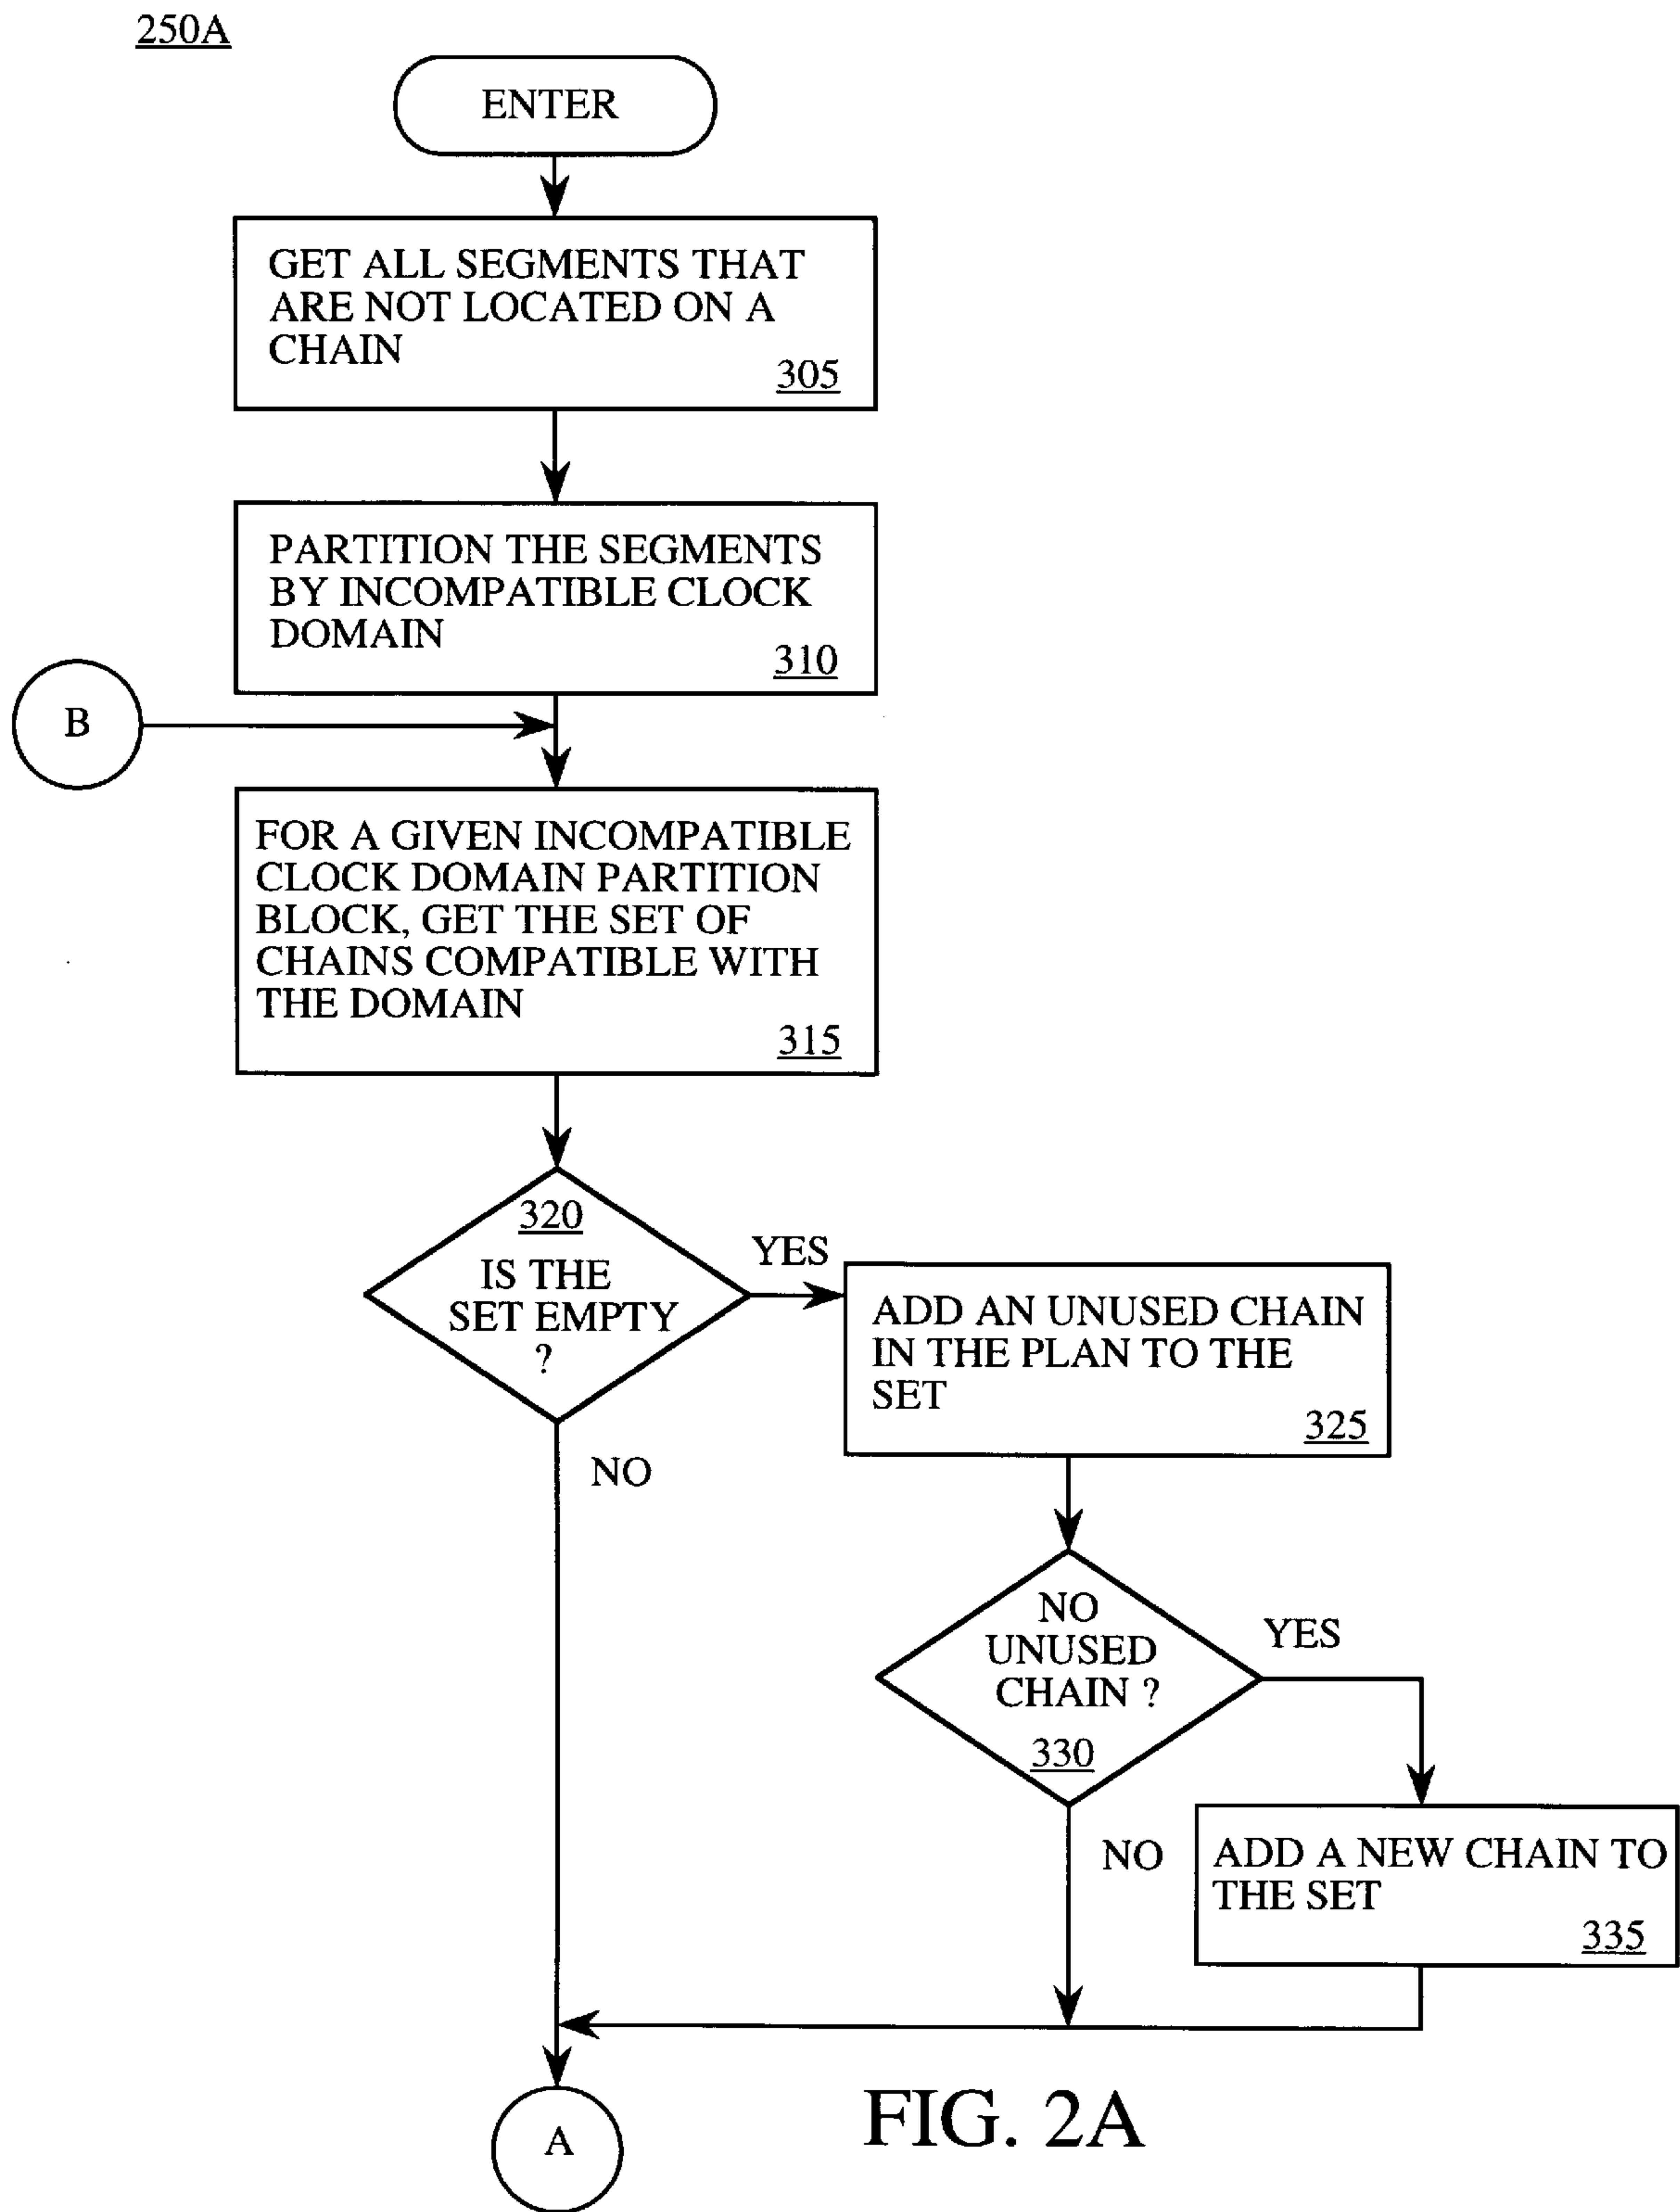 250A
ENTER
GET ALL SEGMENTS THAT
ARE NOT LOCATED ON A
CHAIN
305
PARTITION THE SEGMENTS
BY INCOMPATIBLE CLOCK
DOMAIN
310
B
FOR A GIVEN INCOMPATIBLE
CLOCK DOMAIN PARTITION
BLOCK, GET THE SET OF
CHAINS COMPATIBLE WITH
THE DOMAIN
315
320
IS THE
SET EMPTY
?
YES
NO
ADD AN UNUSED CHAIN
IN THE PLAN TO THE
SET
325
NO
UNUSED
CHAIN ?
330
YES
NO
ADD A NEW CHAIN TO
THE SET
335
A
FIG. 2A